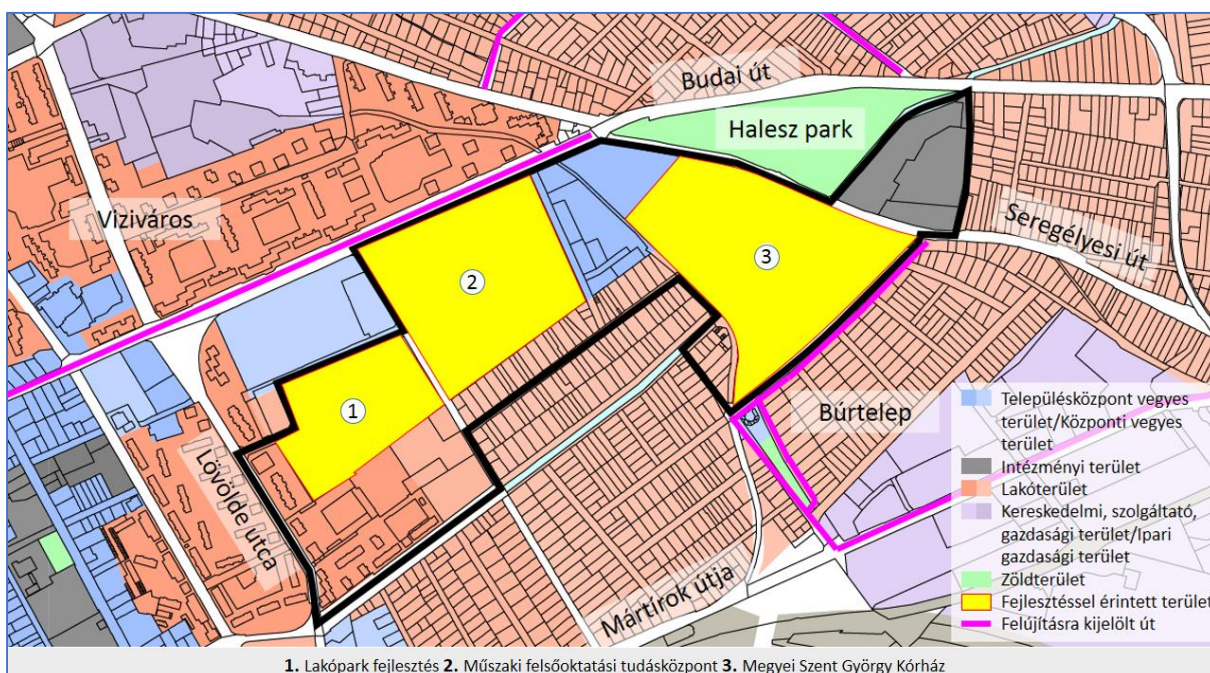 Budai út
Halesz park
Víziváros
2
3
Seregélyesi út
1
Lövölde utca
Búrtelep
Mártírok útja
Településközpont vegyes
terület/Központi vegyes
terület
Intézményi terület
Lakóterület
Kereskedelmi, szolgáltató,
gazdasági terület/Ipari
gazdasági terület
Zöldterület
Fejlesztéssel érintett terület
Felújításra kijelölt út
1. Lakópark fejlesztés 2. Műszaki felsőoktatási tudásközpont 3. Megyei Szent György Kórház